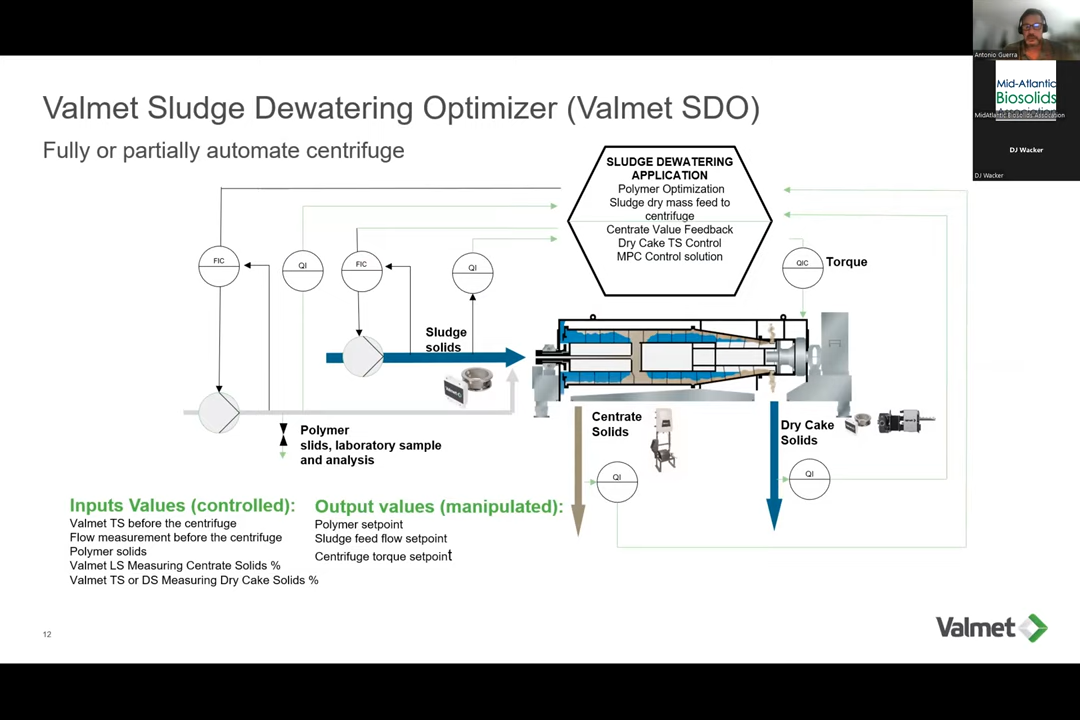 Valmet Sludge Dewatering Optimizer (Valmet SDO)
Fully or partially automate centrifuge
SLUDGE DEWATERING
APPLICATION
Polymer Optimization
Sludge dry mass feed to
centrifuge
Centrate Value Feedback
Dry Cake TS Control
MPC Control solution
FIC
QI
FIC
QI
QIC
Torque
Sludge
solids
Centrate
Solids
Dry Cake
Solids
Polymer
slids, laboratory sample
and analysis
QI
QI
Inputs Values (controlled):
Valmet TS before the centrifuge
Flow measurement before the centrifuge
Polymer solids
Valmet LS Measuring Centrate Solids %
Valmet TS or DS Measuring Dry Cake Solids %
Output values (manipulated):
Polymer setpoint
Sludge feed flow setpoint
Centrifuge torque setpoint
12
Valmet
Antonio Guerra
Mid-Atlantic
Biosolids
Association
MidAtlantic Biosolids Association
DJ Wacker
DJ Wacker